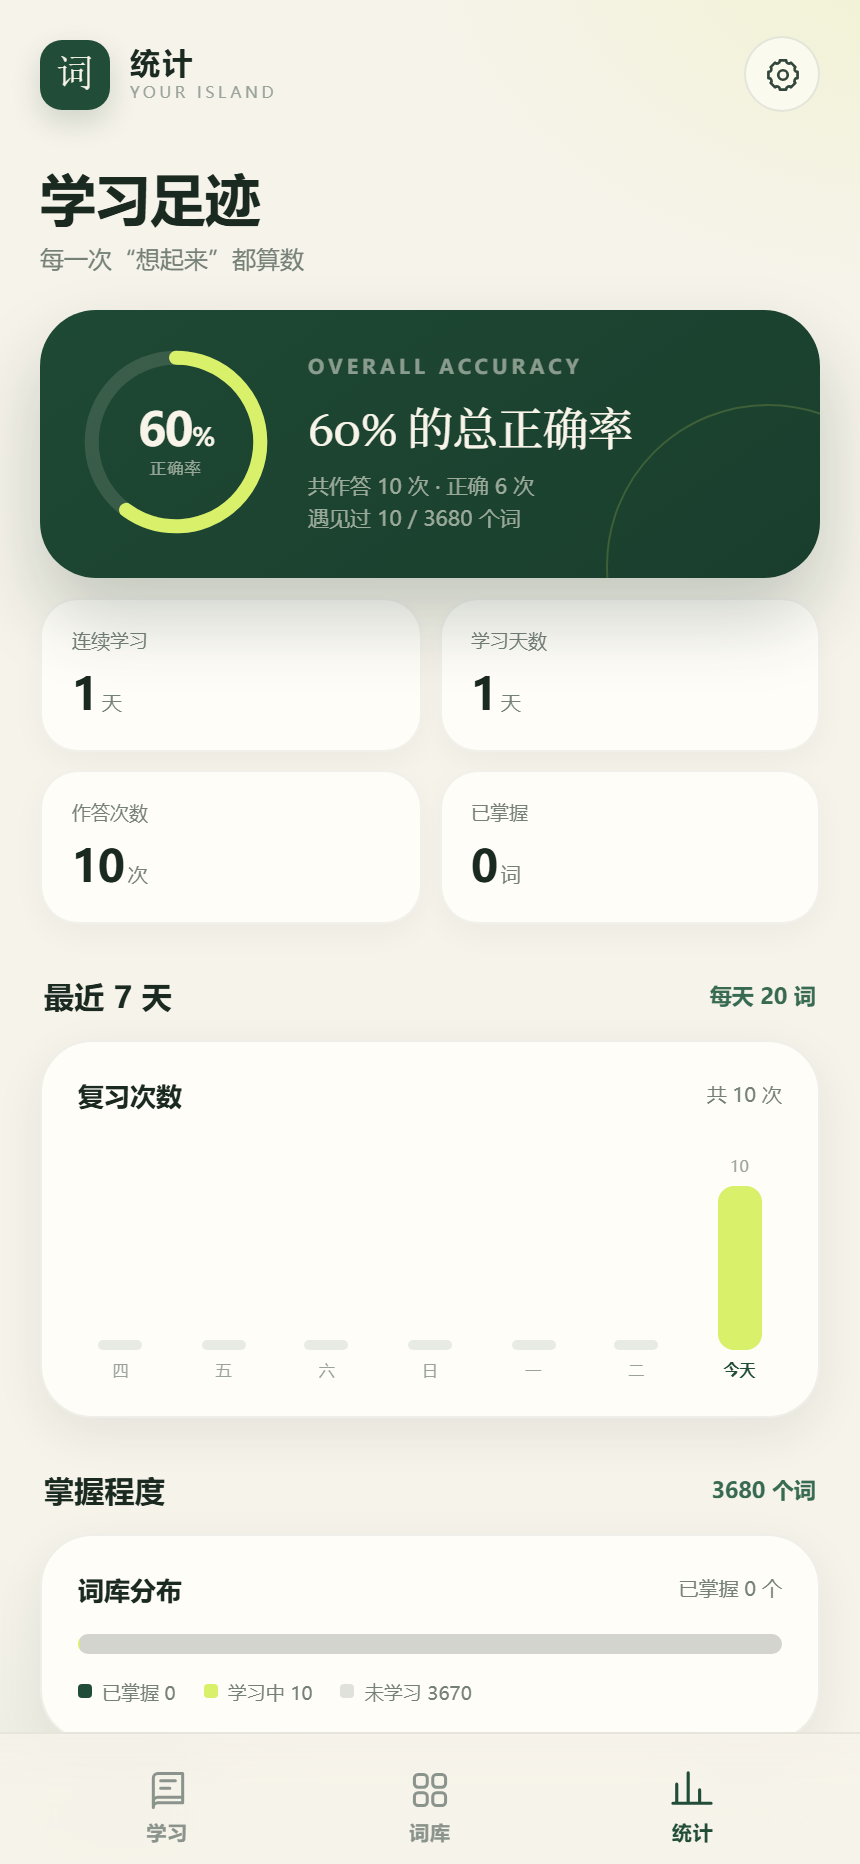 词
统计
YOUR ISLAND
学习足迹
每一次“想起来”都算数
60%
正确率
OVERALL ACCURACY
60% 的总正确率
共作答 10 次 · 正确 6 次
遇见过 10 / 3680 个词
连续学习
1 天
学习天数
1 天
作答次数
10 次
已掌握
0 词
最近 7 天
每天 20 词
复习次数
共 10 次
10
四 五 六 日 一 二 今天
掌握程度
3680 个词
词库分布
已掌握 0 个
已掌握 0 学习中 10 未学习 3670
学习 词库 统计